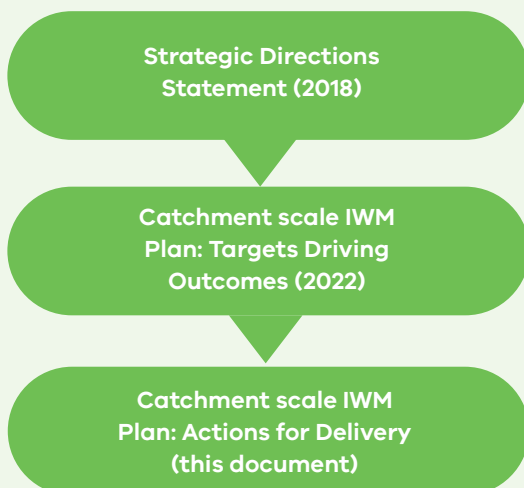 Strategic Directions
Statement (2018)
Catchment scale IWM
Plan: Targets Driving
Outcomes (2022)
Catchment scale IWM
Plan: Actions for Delivery
(this document)